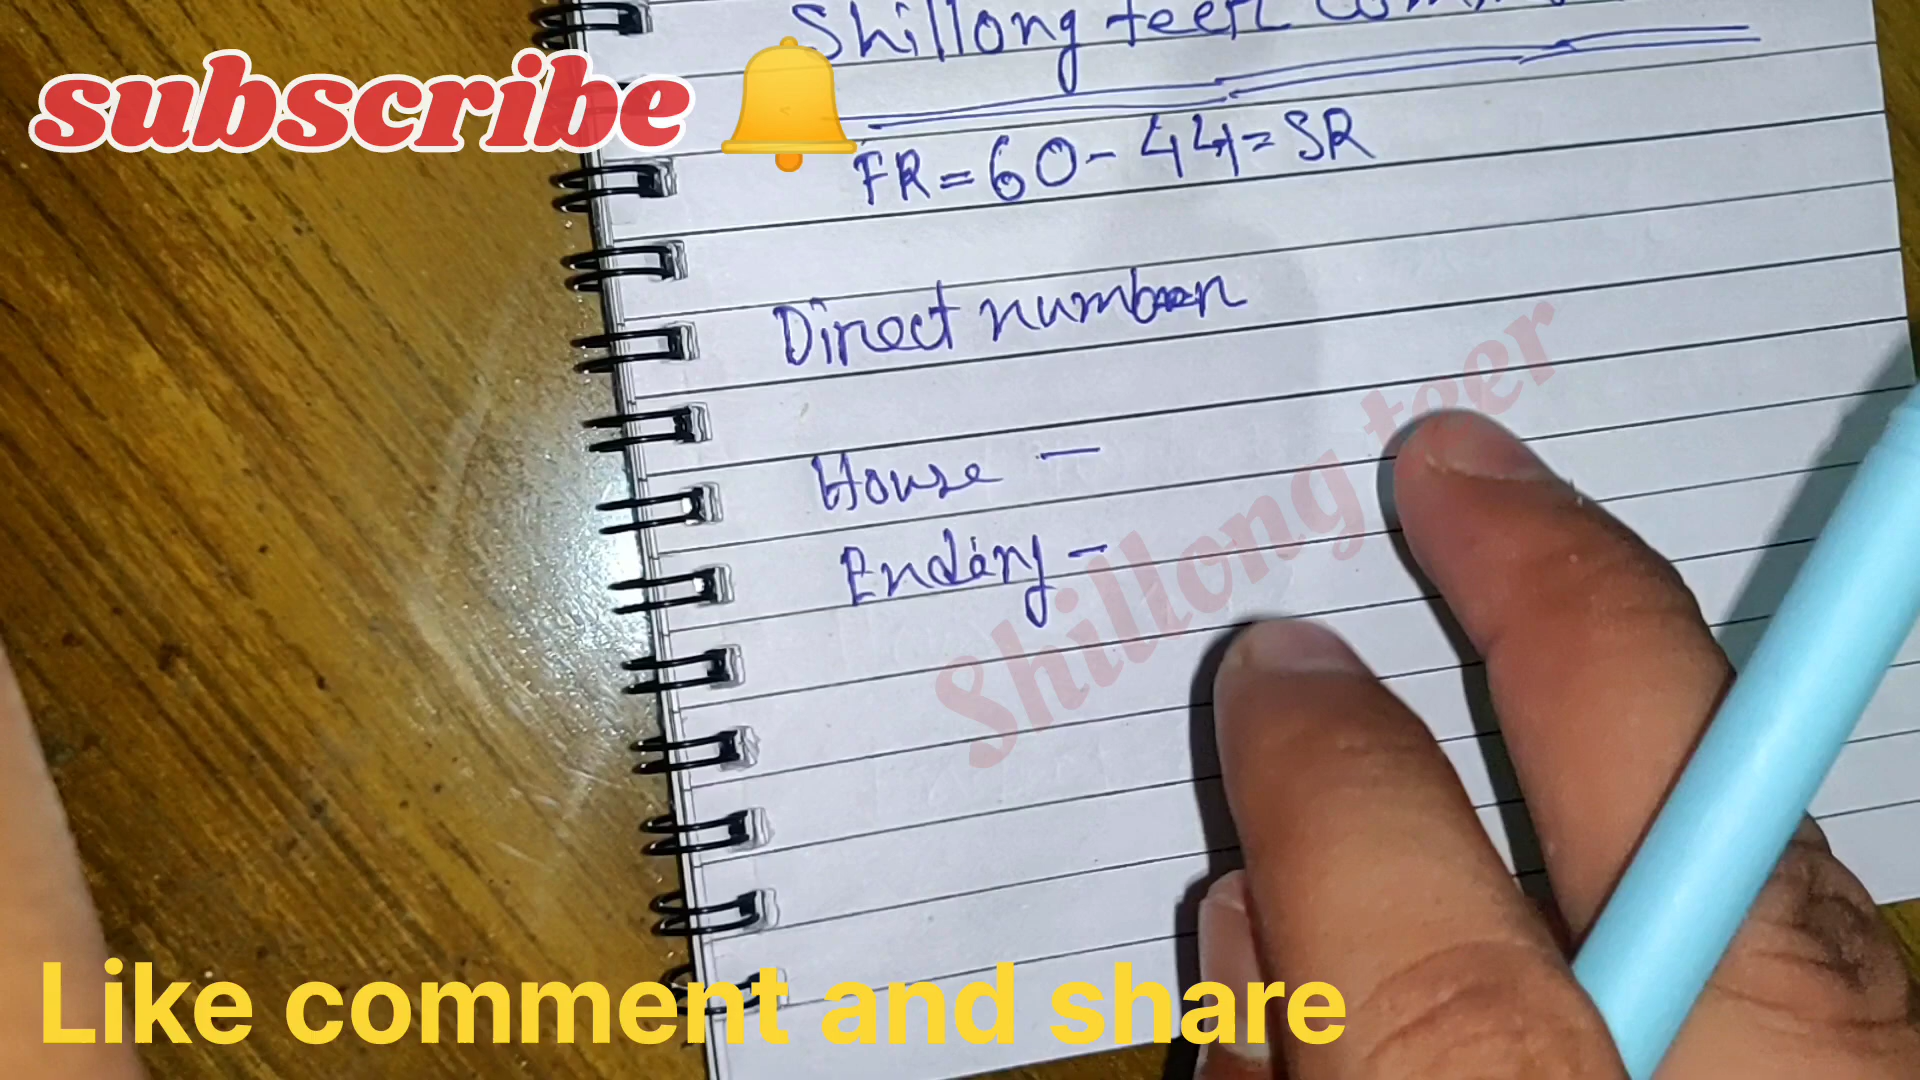 Shillong teer
subscribe
FR = 60 - 44 = SR
Direct number
House -
Ending -
Shillong teer
Like comment and share